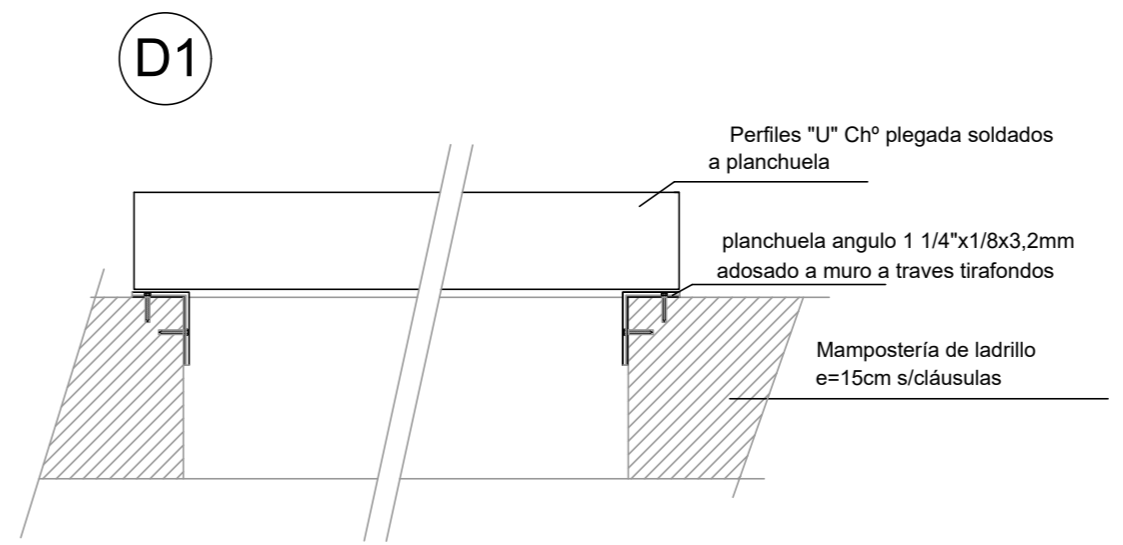 D1
Perfiles "U" Chº plegada soldados
a planchuela
planchuela angulo 1 1/4"x1/8x3,2mm
adosado a muro a traves tirafondos
Mampostería de ladrillo
e=15cm s/cláusulas